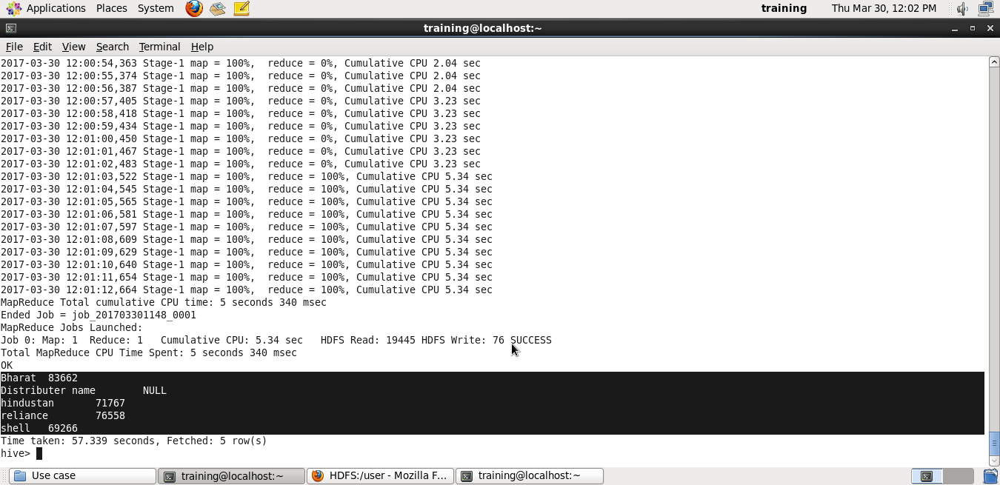 Applications Places System training Thu Mar 30, 12:02 PM
training@localhost:~
File Edit View Search Terminal Help
2017-03-30 12:00:54,363 Stage-1 map = 100%,  reduce = 0%, Cumulative CPU 2.04 sec
2017-03-30 12:00:55,374 Stage-1 map = 100%,  reduce = 0%, Cumulative CPU 2.04 sec
2017-03-30 12:00:56,387 Stage-1 map = 100%,  reduce = 0%, Cumulative CPU 2.04 sec
2017-03-30 12:00:57,405 Stage-1 map = 100%,  reduce = 0%, Cumulative CPU 3.23 sec
2017-03-30 12:00:58,418 Stage-1 map = 100%,  reduce = 0%, Cumulative CPU 3.23 sec
2017-03-30 12:00:59,434 Stage-1 map = 100%,  reduce = 0%, Cumulative CPU 3.23 sec
2017-03-30 12:01:00,450 Stage-1 map = 100%,  reduce = 0%, Cumulative CPU 3.23 sec
2017-03-30 12:01:01,467 Stage-1 map = 100%,  reduce = 0%, Cumulative CPU 3.23 sec
2017-03-30 12:01:02,483 Stage-1 map = 100%,  reduce = 0%, Cumulative CPU 3.23 sec
2017-03-30 12:01:03,522 Stage-1 map = 100%,  reduce = 100%, Cumulative CPU 5.34 sec
2017-03-30 12:01:04,545 Stage-1 map = 100%,  reduce = 100%, Cumulative CPU 5.34 sec
2017-03-30 12:01:05,565 Stage-1 map = 100%,  reduce = 100%, Cumulative CPU 5.34 sec
2017-03-30 12:01:06,581 Stage-1 map = 100%,  reduce = 100%, Cumulative CPU 5.34 sec
2017-03-30 12:01:07,597 Stage-1 map = 100%,  reduce = 100%, Cumulative CPU 5.34 sec
2017-03-30 12:01:08,609 Stage-1 map = 100%,  reduce = 100%, Cumulative CPU 5.34 sec
2017-03-30 12:01:09,629 Stage-1 map = 100%,  reduce = 100%, Cumulative CPU 5.34 sec
2017-03-30 12:01:10,640 Stage-1 map = 100%,  reduce = 100%, Cumulative CPU 5.34 sec
2017-03-30 12:01:11,654 Stage-1 map = 100%,  reduce = 100%, Cumulative CPU 5.34 sec
2017-03-30 12:01:12,664 Stage-1 map = 100%,  reduce = 100%, Cumulative CPU 5.34 sec
MapReduce Total cumulative CPU time: 5 seconds 340 msec
Ended Job = job_201703301148_0001
MapReduce Jobs Launched:
Job 0: Map: 1  Reduce: 1   Cumulative CPU: 5.34 sec   HDFS Read: 19445 HDFS Write: 76 SUCCESS
Total MapReduce CPU Time Spent: 5 seconds 340 msec
OK
Bharat  83662
Distributer name        NULL
hindustan       71767
reliance        76558
shell   69266
Time taken: 57.339 seconds, Fetched: 5 row(s)
hive>
Use case training@localhost:~ HDFS:/user - Mozilla F... training@localhost:~